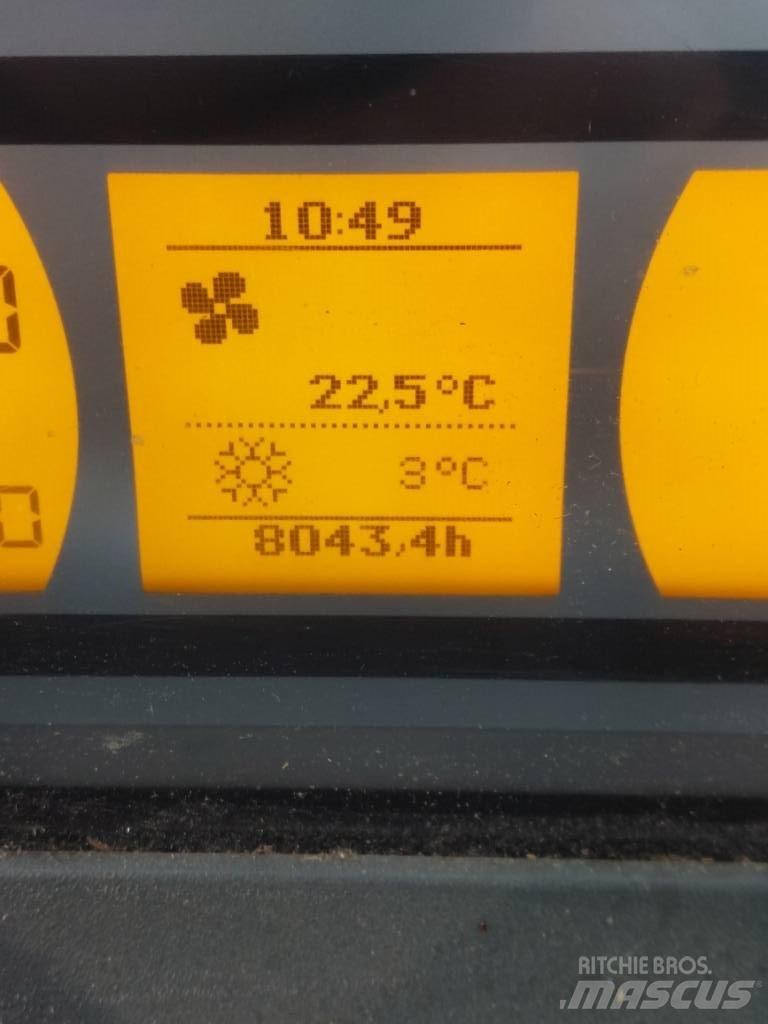 10:49
22,5°C
3°C
8043,4h
RITCHIE BROS.
MASCUS